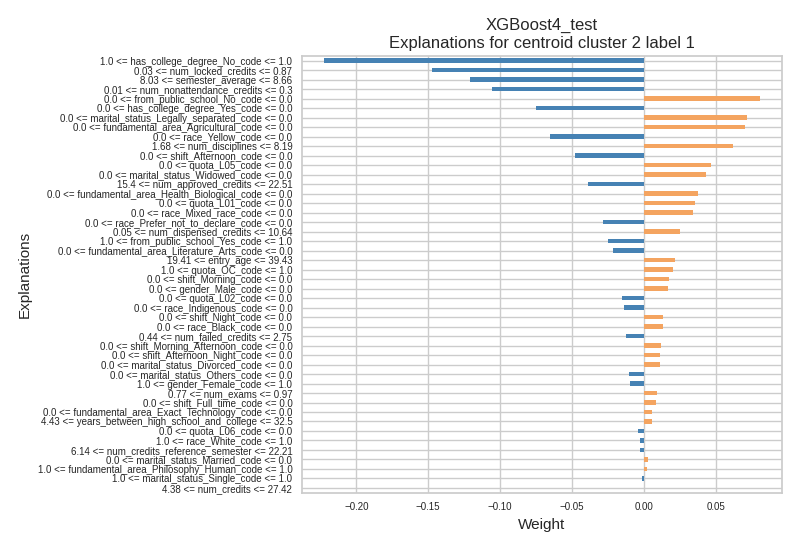 XGBoost4_test
Explanations for centroid cluster 2 label 1
1.0 <= has_college_degree_No_code <= 1.0
0.03 <= num_locked_credits <= 0.87
8.03 <= semester_average <= 8.66
0.01 <= num_nonattendance_credits <= 0.3
0.0 <= from_public_school_No_code <= 0.0
0.0 <= has_college_degree_Yes_code <= 0.0
0.0 <= marital_status_Legally_separated_code <= 0.0
0.0 <= fundamental_area_Agricultural_code <= 0.0
0.0 <= race_Yellow_code <= 0.0
1.68 <= num_disciplines <= 8.19
0.0 <= shift_Afternoon_code <= 0.0
0.0 <= quota_L05_code <= 0.0
0.0 <= marital_status_Widowed_code <= 0.0
15.4 <= num_approved_credits <= 22.51
0.0 <= fundamental_area_Health_Biological_code <= 0.0
0.0 <= quota_L01_code <= 0.0
0.0 <= race_Mixed_race_code <= 0.0
0.0 <= race_Prefer_not_to_declare_code <= 0.0
0.05 <= num_dispensed_credits <= 10.64
1.0 <= from_public_school_Yes_code <= 1.0
0.0 <= fundamental_area_Literature_Arts_code <= 0.0
19.41 <= entry_age <= 39.43
1.0 <= quota_OC_code <= 1.0
0.0 <= shift_Morning_code <= 0.0
0.0 <= gender_Male_code <= 0.0
0.0 <= quota_L02_code <= 0.0
0.0 <= race_Indigenous_code <= 0.0
0.0 <= shift_Night_code <= 0.0
0.0 <= race_Black_code <= 0.0
0.44 <= num_failed_credits <= 2.75
0.0 <= shift_Morning_Afternoon_code <= 0.0
0.0 <= shift_Afternoon_Night_code <= 0.0
0.0 <= marital_status_Divorced_code <= 0.0
0.0 <= marital_status_Others_code <= 0.0
1.0 <= gender_Female_code <= 1.0
0.77 <= num_exams <= 0.97
0.0 <= shift_Full_time_code <= 0.0
0.0 <= fundamental_area_Exact_Technology_code <= 0.0
4.43 <= years_between_high_school_and_college <= 32.5
0.0 <= quota_L06_code <= 0.0
1.0 <= race_White_code <= 1.0
6.14 <= num_credits_reference_semester <= 22.21
0.0 <= marital_status_Married_code <= 0.0
1.0 <= fundamental_area_Philosophy_Human_code <= 1.0
1.0 <= marital_status_Single_code <= 1.0
4.38 <= num_credits <= 27.42
Explanations
−0.20 −0.15 −0.10 −0.05 0.00 0.05
Weight